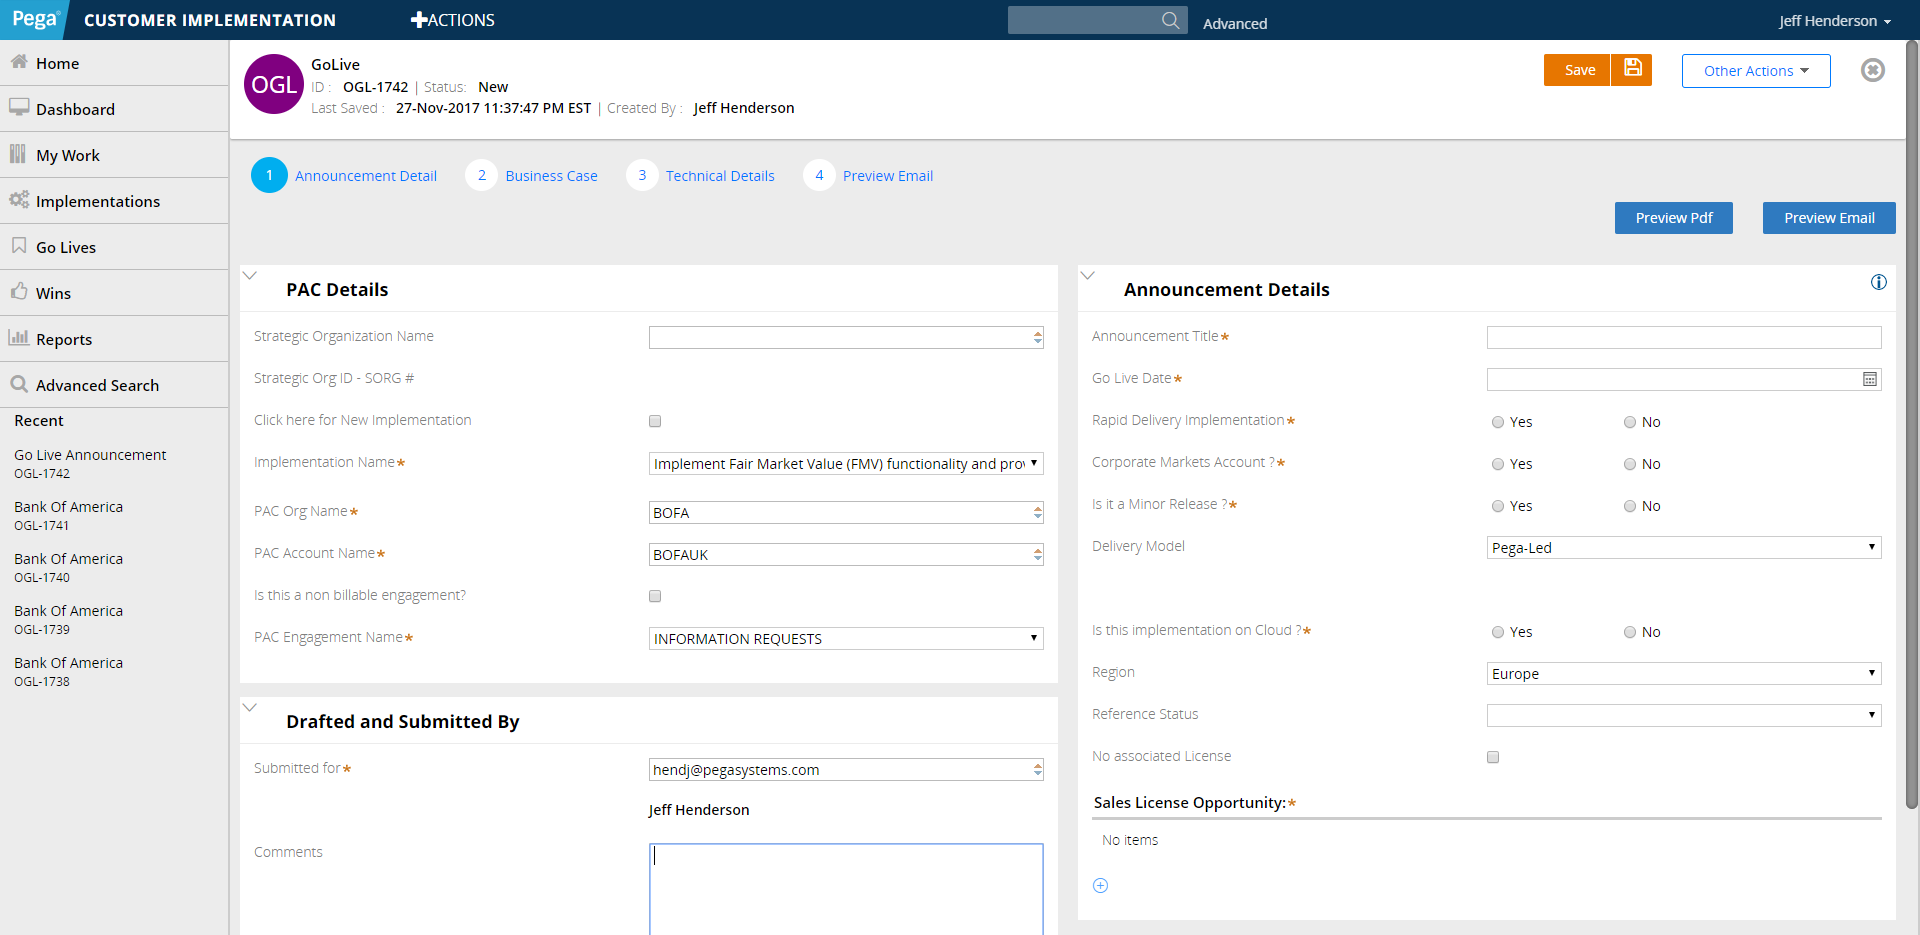 Pega® CUSTOMER IMPLEMENTATION ACTIONS Advanced Jeff Henderson
Home
Dashboard
My Work
Implementations
Go Lives
Wins
Reports
Advanced Search
Recent
Go Live Announcement
OGL-1742
Bank Of America
OGL-1741
Bank Of America
OGL-1740
Bank Of America
OGL-1739
Bank Of America
OGL-1738
OGL
GoLive
ID : OGL-1742 | Status: New
Last Saved : 27-Nov-2017 11:37:47 PM EST | Created By : Jeff Henderson
Save Other Actions
1 Announcement Detail 2 Business Case 3 Technical Details 4 Preview Email
Preview Pdf Preview Email
PAC Details
Strategic Organization Name
Strategic Org ID - SORG #
Click here for New Implementation
Implementation Name* Implement Fair Market Value (FMV) functionality and prov
PAC Org Name* BOFA
PAC Account Name* BOFAUK
Is this a non billable engagement?
PAC Engagement Name* INFORMATION REQUESTS
Drafted and Submitted By
Submitted for* hendj@pegasystems.com
Jeff Henderson
Comments
Announcement Details
Announcement Title*
Go Live Date*
Rapid Delivery Implementation* Yes No
Corporate Markets Account ?* Yes No
Is it a Minor Release ?* Yes No
Delivery Model Pega-Led
Is this implementation on Cloud ?* Yes No
Region Europe
Reference Status
No associated License
Sales License Opportunity:*
No items